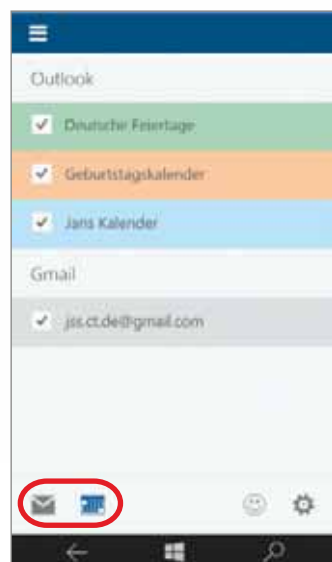 Outlook
Deutsche Feiertage
Geburtstagskalender
Jans Kalender
Gmail
jss.ct.de@gmail.com